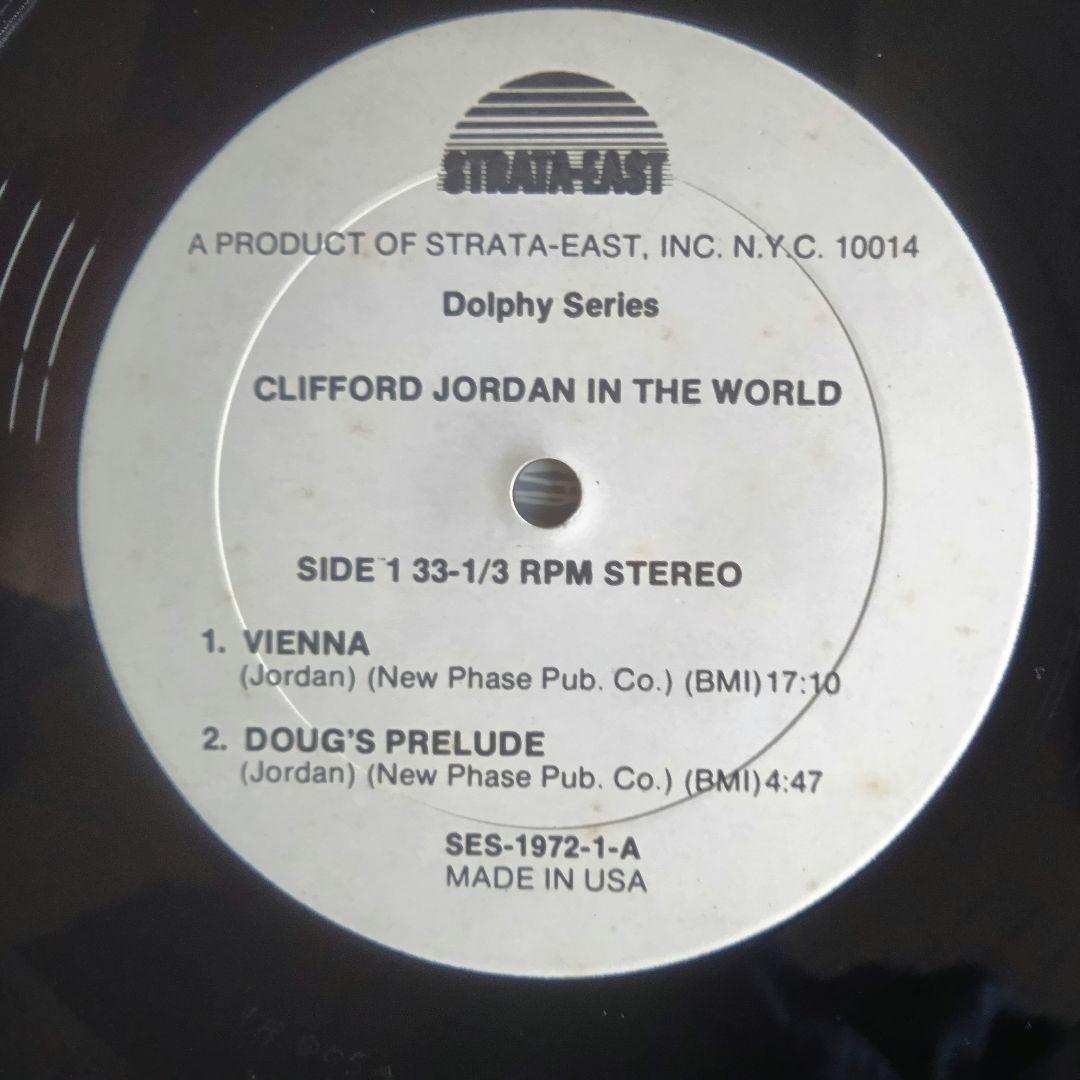 STRATA-EAST
A PRODUCT OF STRATA-EAST, INC. N.Y.C. 10014
Dolphy Series
CLIFFORD JORDAN IN THE WORLD
SIDE 1 33-1/3 RPM STEREO
1. VIENNA
(Jordan) (New Phase Pub. Co.) (BMI) 17:10
2. DOUG'S PRELUDE
(Jordan) (New Phase Pub. Co.) (BMI) 4:47
SES-1972-1-A
MADE IN USA